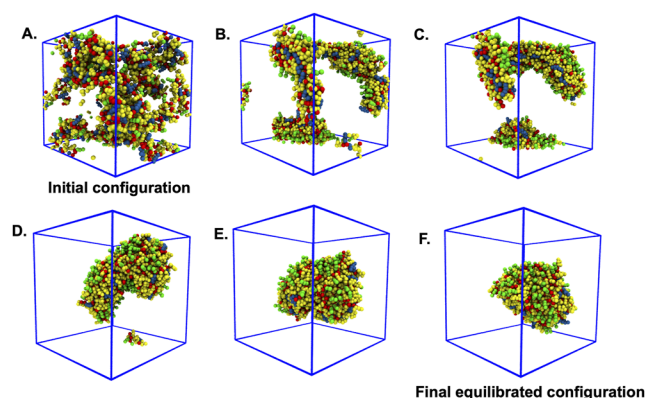 A.
B.
C.
Initial configuration
D.
E.
F.
Final equilibrated configuration